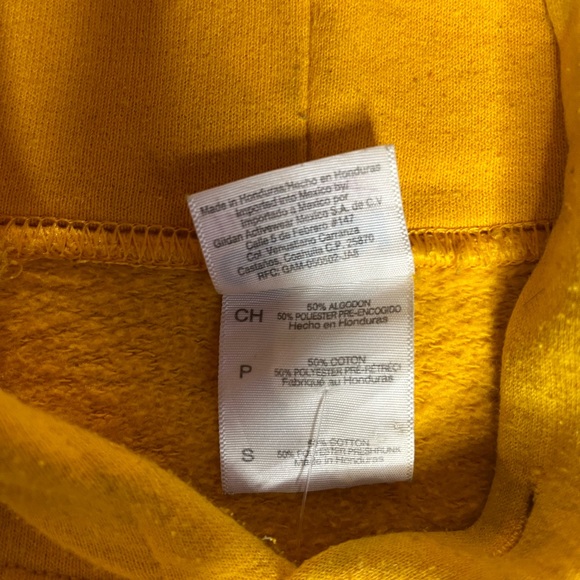 Made in Honduras/Hecho en Honduras
Imported into Mexico by/
importado a México por
Gildan Activewear, Mexico S.A. de C.V
Calle 5 de Febrero #147
Col. Venustiano Carranza
Castaños, Coahuila C.P. 25870
RFC: GAM-050502-JA8
CH
50% ALGODON
50% POLIESTER PRE-ENCOGIDO
Hecho en Honduras
P
50% COTON
50% POLYESTER PRÉ-RÉTRECI
Fabriqué au Honduras
S
50% COTTON
50% POLYESTER PRESHRUNK
Made in Honduras